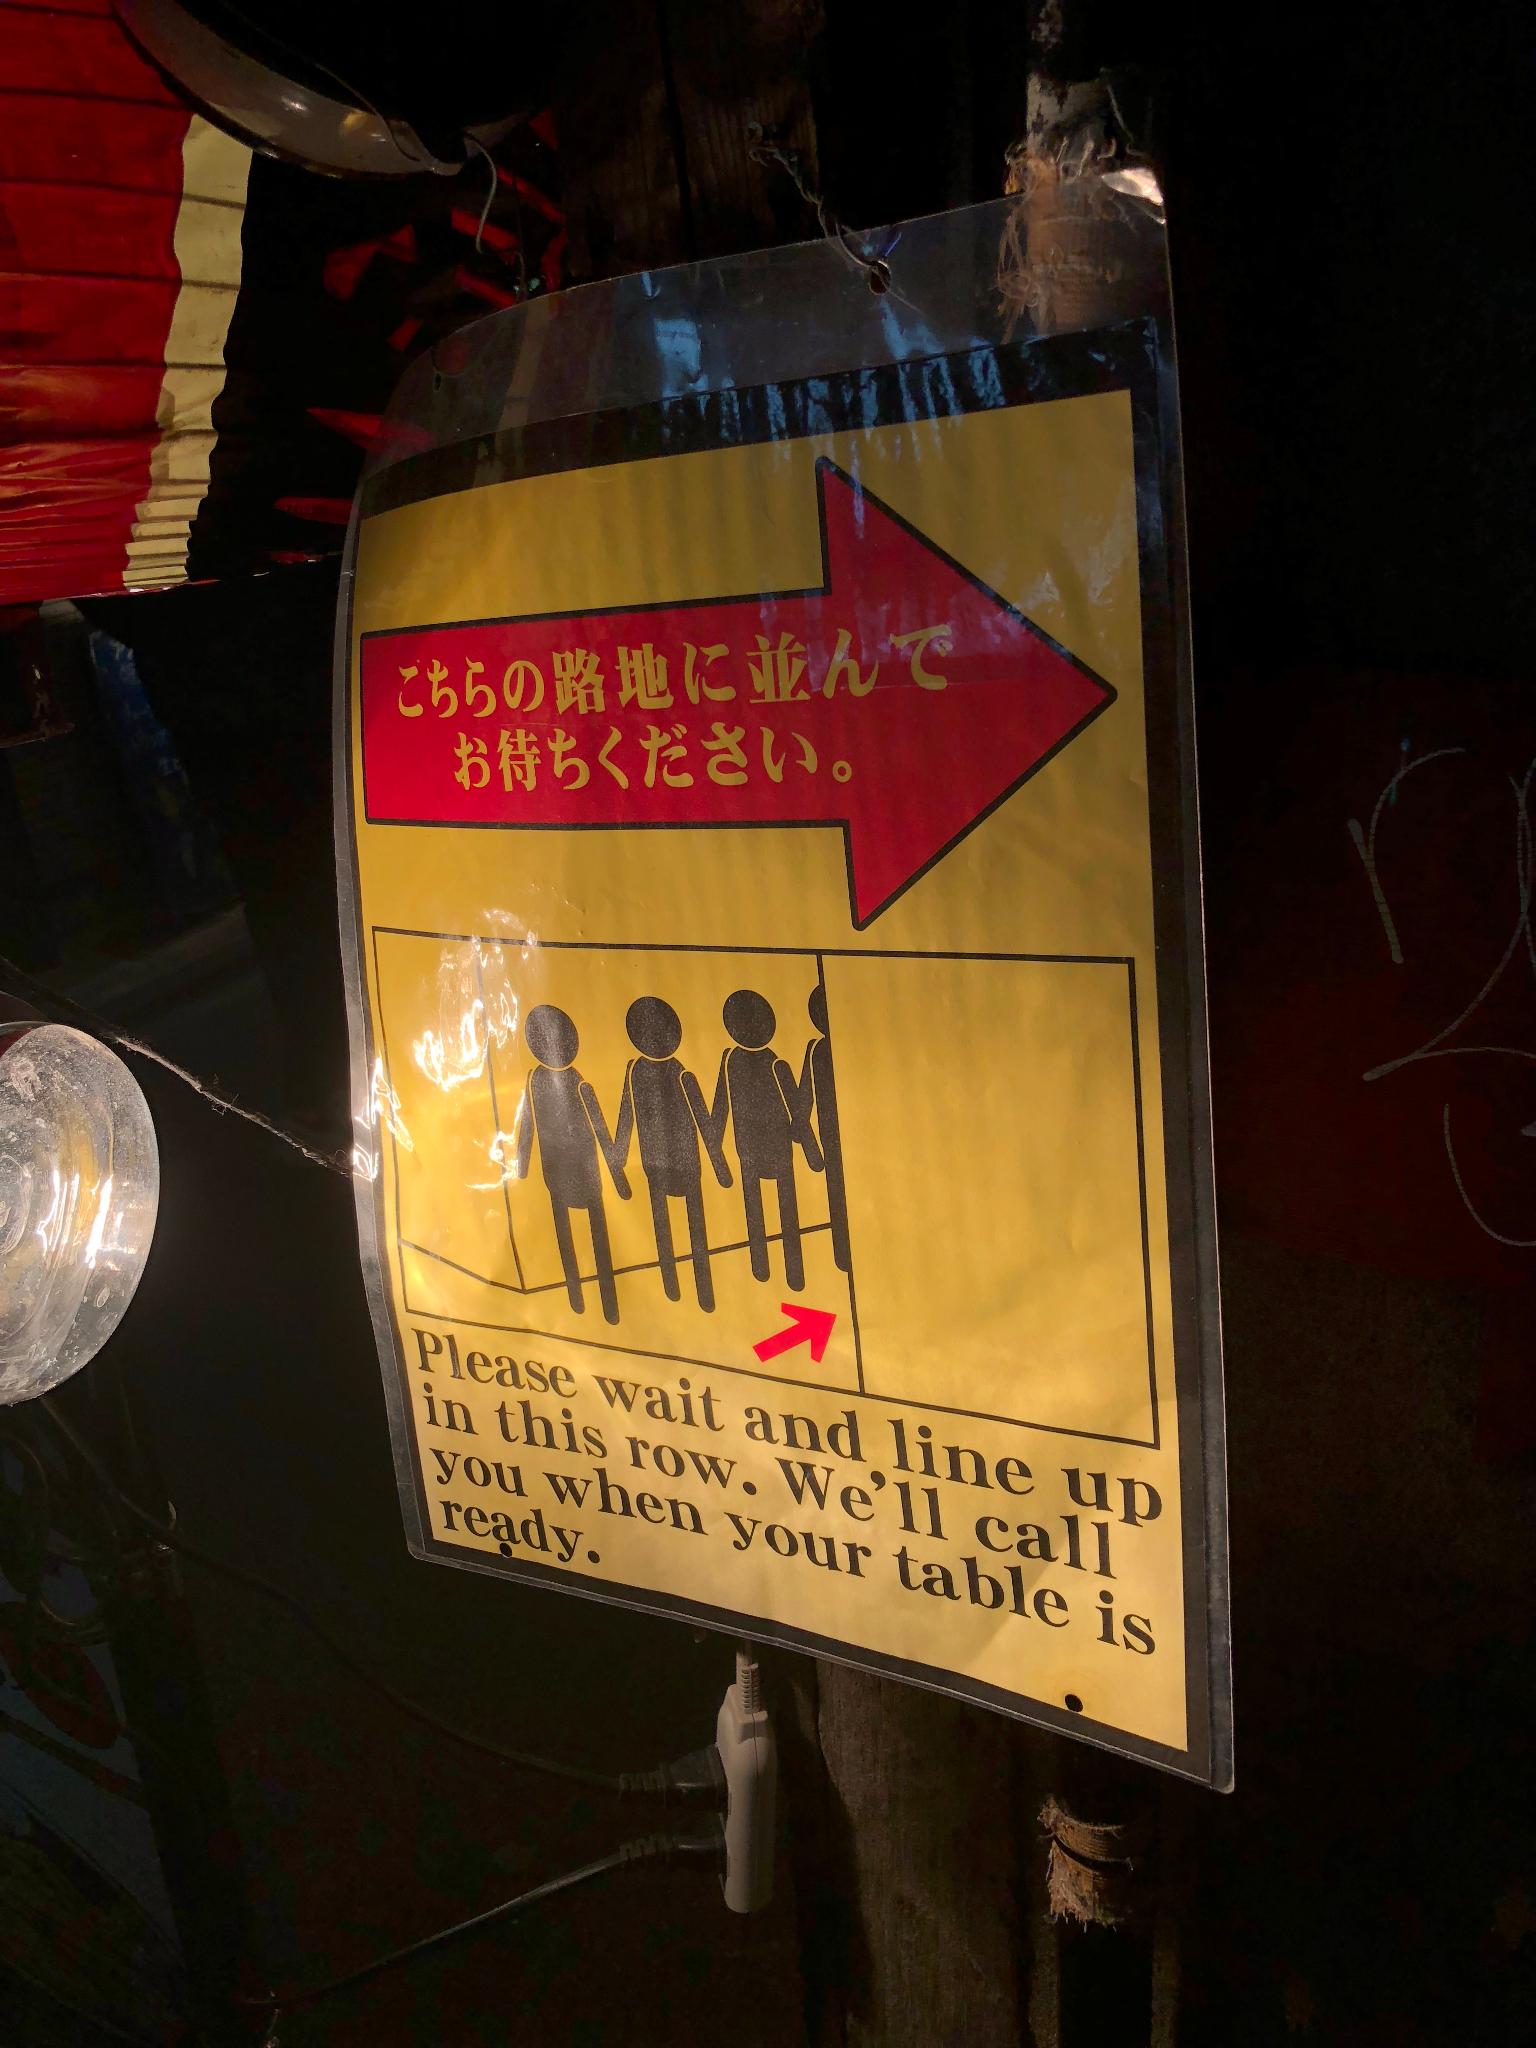 こちらの路地に並んで
お待ちください。
Please wait and line up
in this row. We'll call
you when your table is
ready.